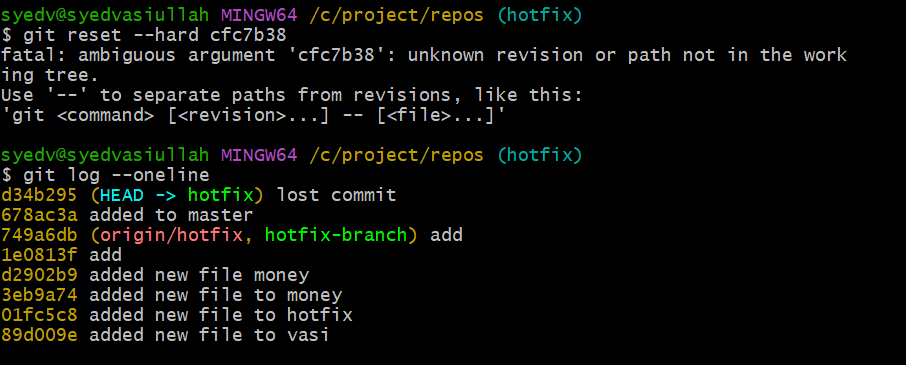 syedv@syedvasiullah MINGW64 /c/project/repos (hotfix)
$ git reset --hard cfc7b38
fatal: ambiguous argument 'cfc7b38': unknown revision or path not in the work
ing tree.
Use '--' to separate paths from revisions, like this:
'git <command> [<revision>...] -- [<file>...]'
syedv@syedvasiullah MINGW64 /c/project/repos (hotfix)
$ git log --oneline
d34b295 (HEAD -> hotfix) lost commit
678ac3a added to master
749a6db (origin/hotfix, hotfix-branch) add
1e0813f add
d2902b9 added new file money
3eb9a74 added new file to money
01fc5c8 added new file to hotfix
89d009e added new file to vasi